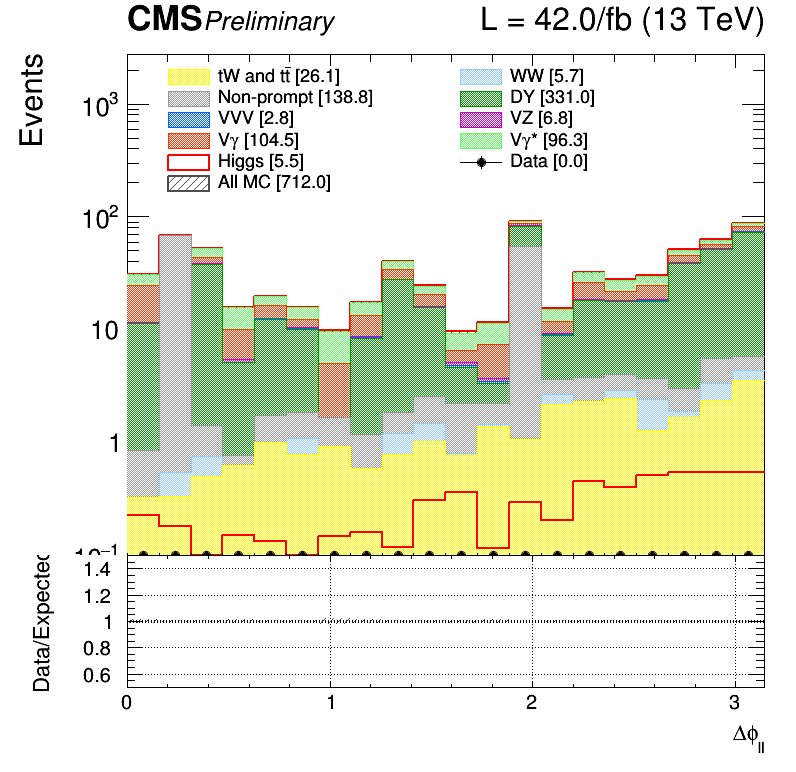 CMS Preliminary L = 42.0/fb (13 TeV)
Events
tW and tt̄ [26.1] WW [5.7]
Non-prompt [138.8] DY [331.0]
VVV [2.8] VZ [6.8]
Vγ [104.5] Vγ* [96.3]
Higgs [5.5] Data [0.0]
All MC [712.0]
10³
10²
10
1
10⁻¹
Data/Expected
1.4
1.2
1
0.8
0.6
0 1 2 3
Δϕ_ll